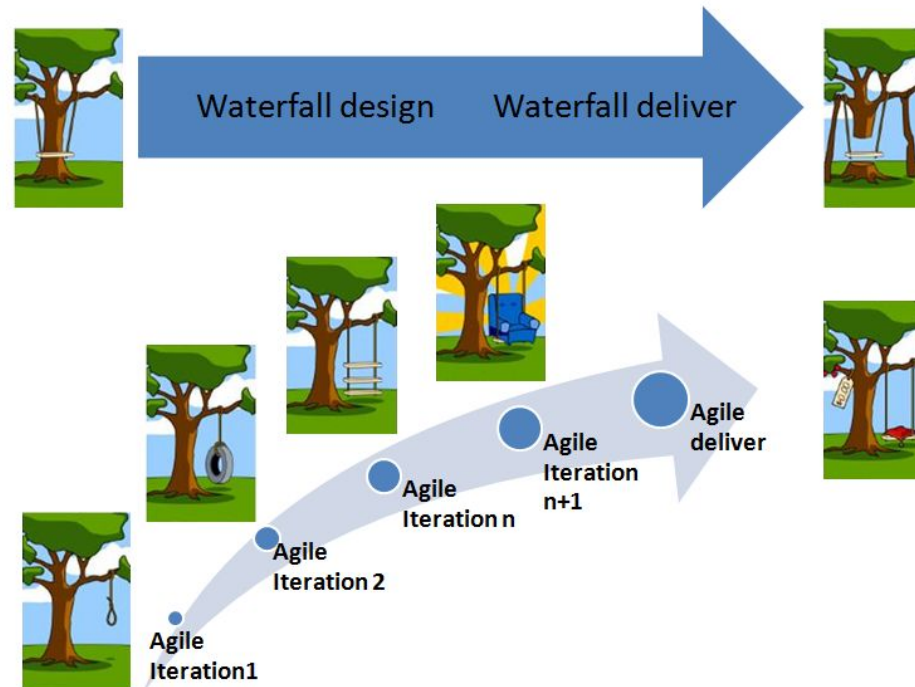 Waterfall design Waterfall deliver
Agile
deliver
Agile
Iteration
n+1
Agile
Iteration n
Agile
Iteration 2
Agile
Iteration1